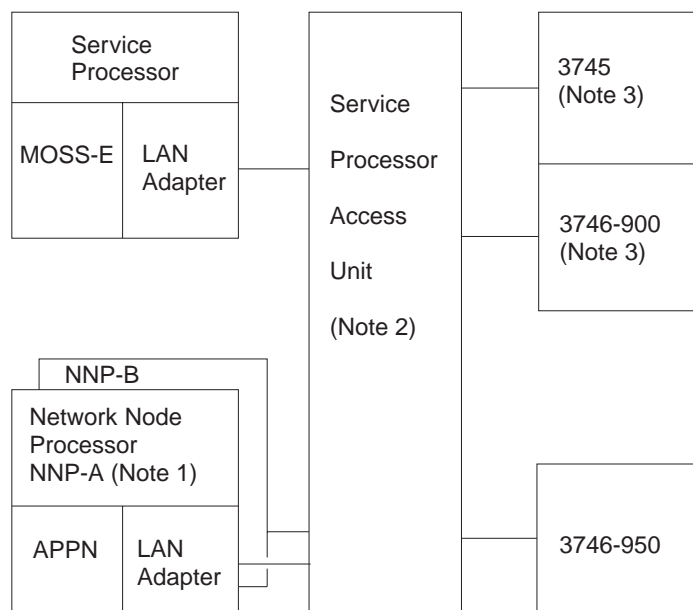 Service
Processor
MOSS-E
LAN
Adapter
NNP-B
Network Node
Processor
NNP-A (Note 1)
APPN
LAN
Adapter
Service
Processor
Access
Unit
(Note 2)
3745
(Note 3)
3746-900
(Note 3)
3746-950